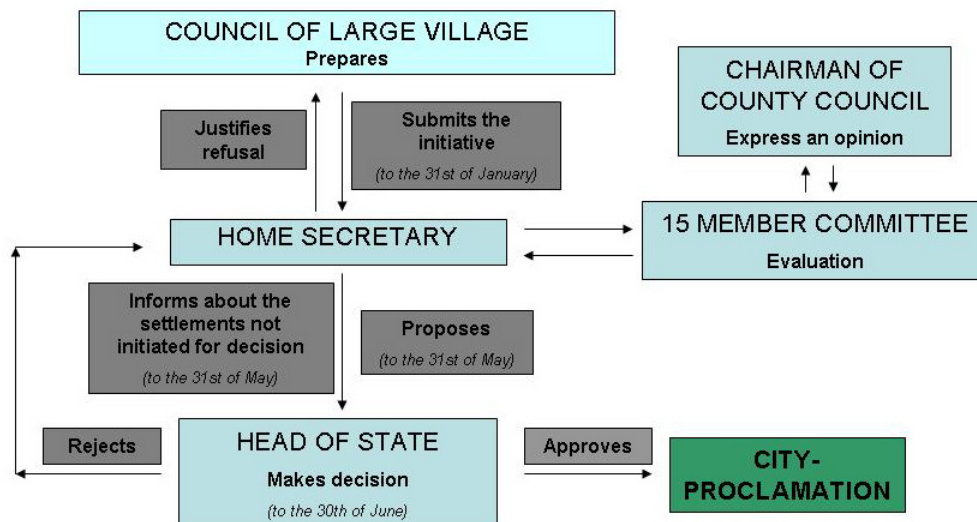 COUNCIL OF LARGE VILLAGE
Prepares
CHAIRMAN OF
COUNTY COUNCIL
Express an opinion
Justifies
refusal
Submits the
initiative
(to the 31st of January)
HOME SECRETARY
15 MEMBER COMMITTEE
Evaluation
Informs about the
settlements not
initiated for decision
(to the 31st of May)
Proposes
(to the 31st of May)
Rejects
HEAD OF STATE
Makes decision
(to the 30th of June)
Approves
CITY-
PROCLAMATION